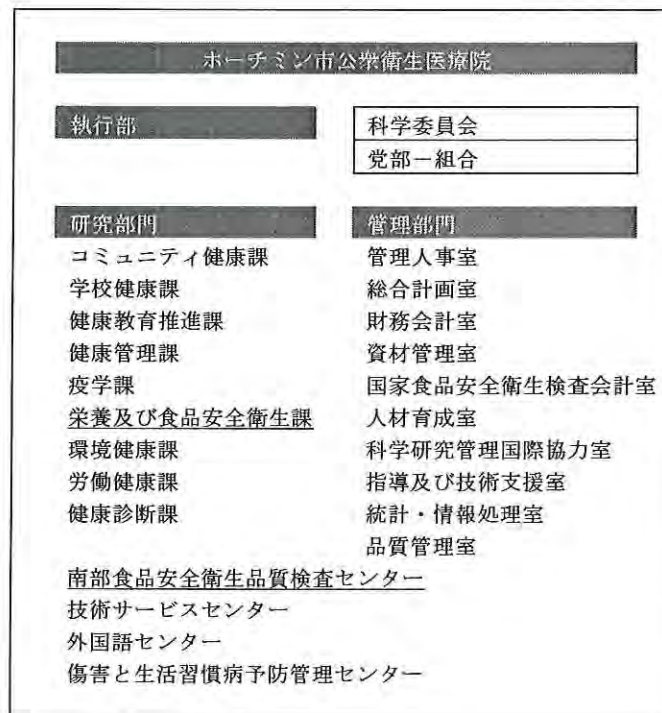 ホーチミン市公衆衛生医療院
執行部
科学委員会
党部－組合
研究部門
コミュニティ健康課
学校健康課
健康教育推進課
健康管理課
疫学課
栄養及び食品安全衛生課
環境健康課
労働健康課
健康診断課
管理部門
管理人事室
総合計画室
財務会計室
資材管理室
国家食品安全衛生検査会計室
人材育成室
科学研究管理国際協力室
指導及び技術支援室
統計・情報処理室
品質管理室
南部食品安全衛生品質検査センター
技術サービスセンター
外国語センター
傷害と生活習慣病予防管理センター